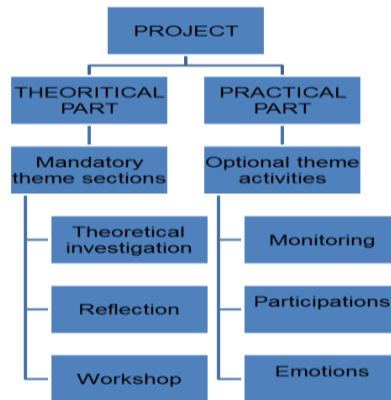 PROJECT
THEORITICAL
PART
PRACTICAL
PART
Mandatory
theme sections
Optional theme
activities
Theoretical
investigation
Monitoring
Reflection
Participations
Workshop
Emotions